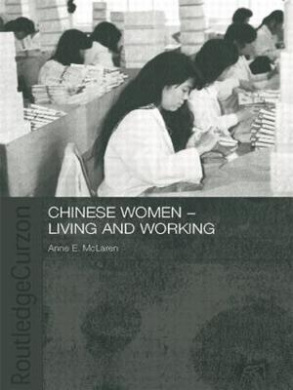 CHINESE WOMEN –
LIVING AND WORKING
Anne E. McLaren
RoutledgeCurzon